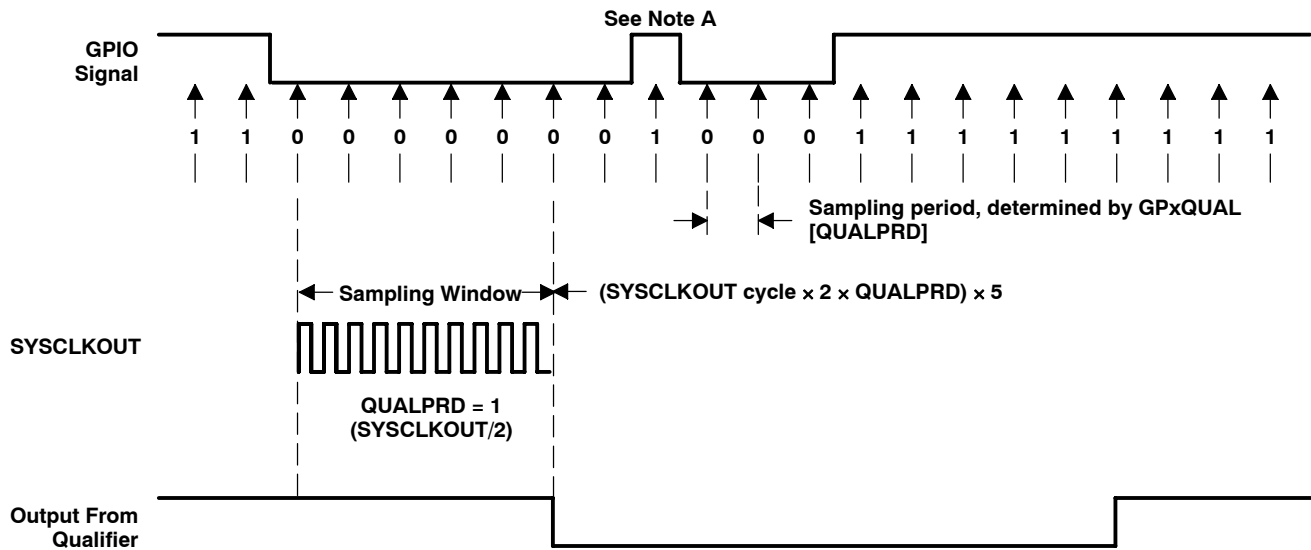 See Note A
GPIO
Signal
1 1 0 0 0 0 0 0 0 1 0 0 0 1 1 1 1 1 1 1 1 1
Sampling period, determined by GPxQUAL
[QUALPRD]
Sampling Window
(SYSCLKOUT cycle × 2 × QUALPRD) × 5
SYSCLKOUT
QUALPRD = 1
(SYSCLKOUT/2)
Output From
Qualifier